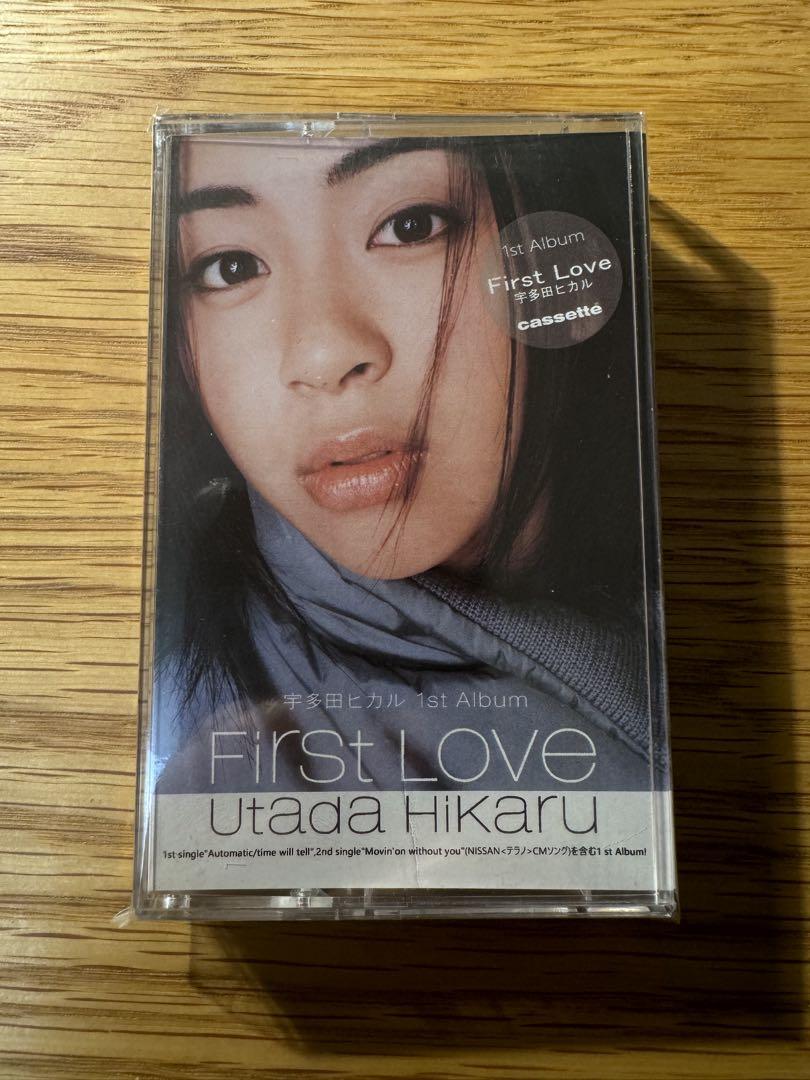 1st Album
First Love
宇多田ヒカル
cassette
宇多田ヒカル 1st Album
First Love
Utada Hikaru
1st single"Automatic/time will tell",2nd single"Movin'on without you"(NISSAN<テラノ>CMソング)を含む1 st Album!